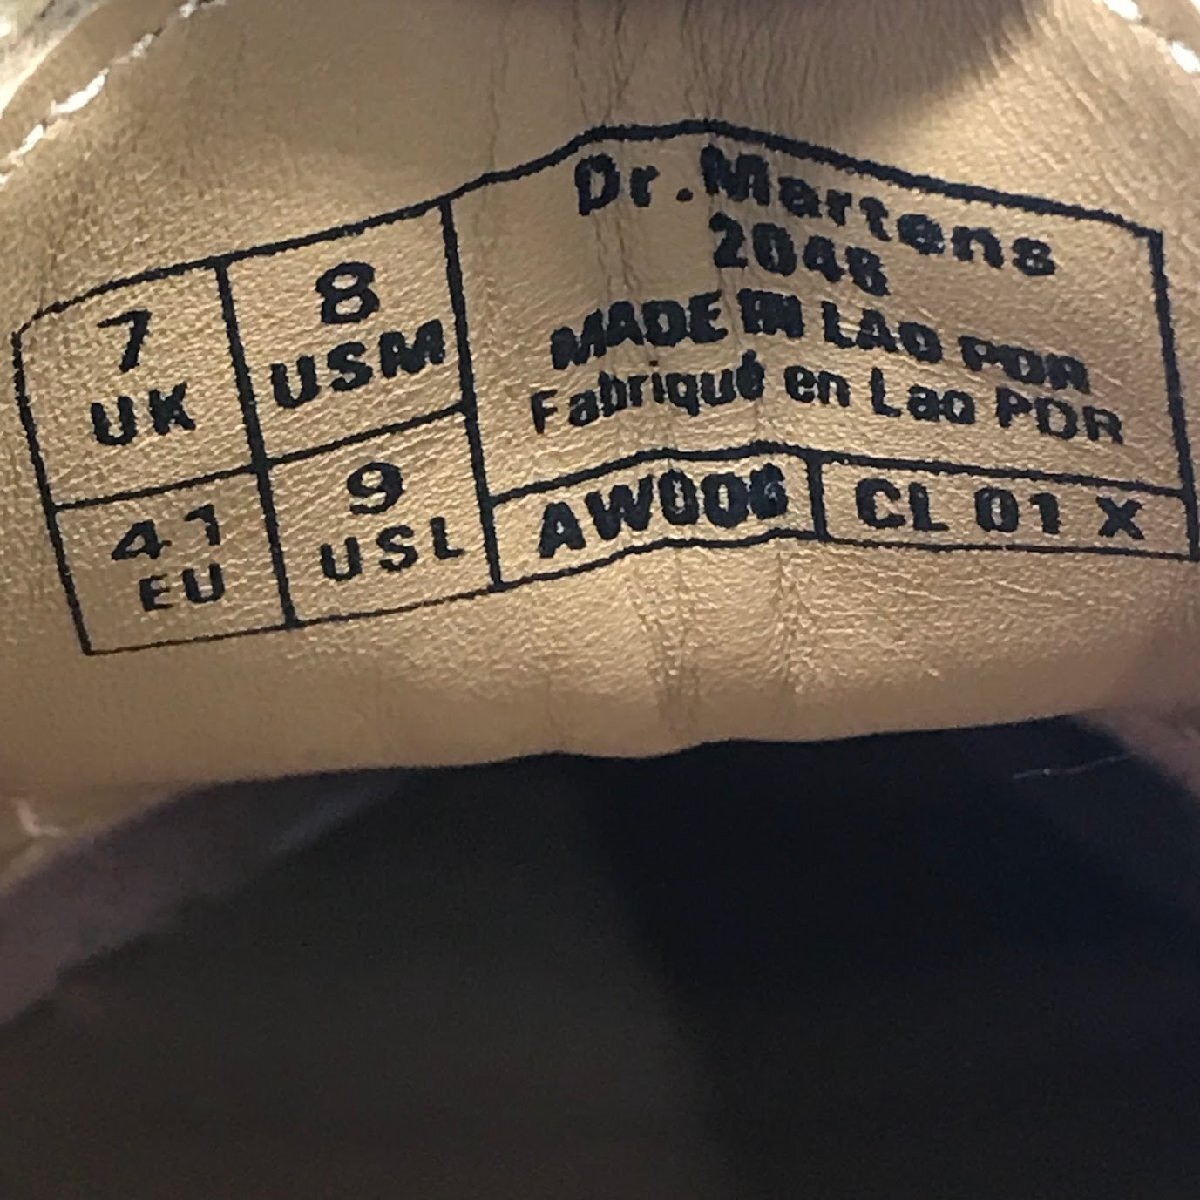 7
UK
8
USM
41
EU
9
USL
Dr.Martens
2046
MADE IN LAO PDR
Fabriqué en Lao PDR
AW006
CL 01 X